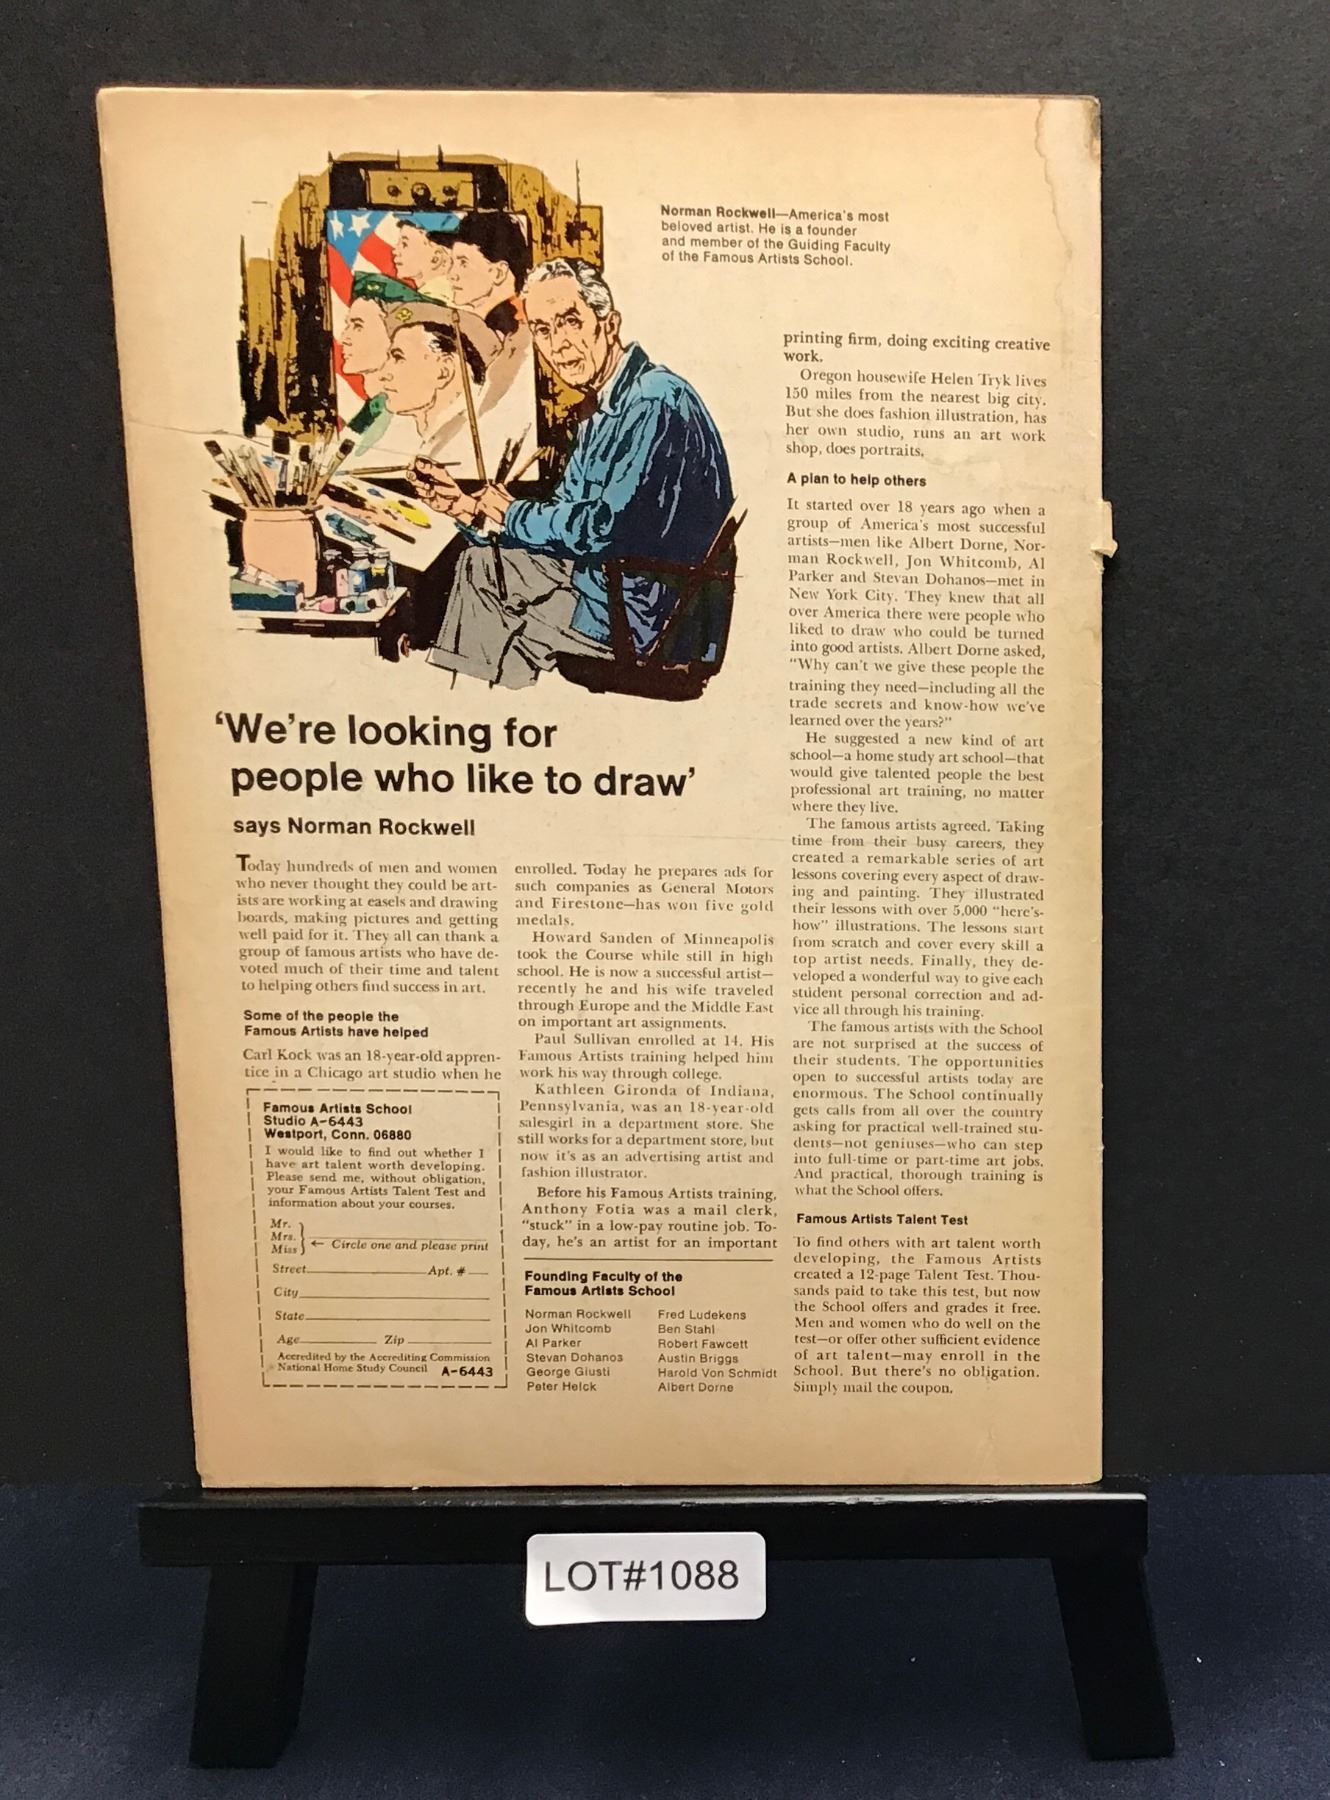 Norman Rockwell—America's most
beloved artist. He is a founder
and member of the Guiding Faculty
of the Famous Artists School.
'We're looking for
people who like to draw'
says Norman Rockwell
Today hundreds of men and women
who never thought they could be art-
ists are working at easels and drawing
boards, making pictures and getting
well paid for it. They all can thank a
group of famous artists who have de-
voted much of their time and talent
to helping others find success in art.
Some of the people the
Famous Artists have helped
Carl Kock was an 18-year-old appren-
tice in a Chicago art studio when he
enrolled. Today he prepares ads for
such companies as General Motors
and Firestone—has won five gold
medals.
Howard Sanden of Minneapolis
took the Course while still in high
school. He is now a successful artist—
recently he and his wife traveled
through Europe and the Middle East
on important art assignments.
Paul Sullivan enrolled at 14. His
Famous Artists training helped him
work his way through college.
Kathleen Gironda of Indiana,
Pennsylvania, was an 18-year-old
salesgirl in a department store. She
still works for a department store, but
now it's as an advertising artist and
fashion illustrator.
Before his Famous Artists training,
Anthony Fotia was a mail clerk,
"stuck" in a low-pay routine job. To-
day, he's an artist for an important
printing firm, doing exciting creative
work.
Oregon housewife Helen Tryk lives
150 miles from the nearest big city.
But she does fashion illustration, has
her own studio, runs an art work
shop, does portraits.
A plan to help others
It started over 18 years ago when a
group of America's most successful
artists—men like Albert Dorne, Nor-
man Rockwell, Jon Whitcomb, Al
Parker and Stevan Dohanos—met in
New York City. They knew that all
over America there were people who
liked to draw who could be turned
into good artists. Albert Dorne asked,
"Why can't we give these people the
training they need—including all the
trade secrets and know-how we've
learned over the years?"
He suggested a new kind of art
school—a home study art school—that
would give talented people the best
professional art training, no matter
where they live.
The famous artists agreed. Taking
time from their busy careers, they
created a remarkable series of art
lessons covering every aspect of draw-
ing and painting. They illustrated
their lessons with over 5,000 "here's-
how" illustrations. The lessons start
from scratch and cover every skill a
top artist needs. Finally, they de-
veloped a wonderful way to give each
student personal correction and ad-
vice all through his training.
The famous artists with the School
are not surprised at the success of
their students. The opportunities
open to successful artists today are
enormous. The School continually
gets calls from all over the country
asking for practical well-trained stu-
dents—not geniuses—who can step
into full-time or part-time art jobs.
And practical, thorough training is
what the School offers.
Famous Artists Talent Test
To find others with art talent worth
developing, the Famous Artists
created a 12-page Talent Test. Thou-
sands paid to take this test, but now
the School offers and grades it free.
Men and women who do well on the
test—or offer other sufficient evidence
of art talent—may enroll in the
School. But there's no obligation.
Simply mail the coupon.
Famous Artists School
Studio A-6443
Westport, Conn. 06880
I would like to find out whether I
have art talent worth developing.
Please send me, without obligation,
your Famous Artists Talent Test and
information about your courses.
Mr.
Mrs.
Miss
← Circle one and please print
Street Apt. #
City
State
Age Zip
Accredited by the Accrediting Commission
National Home Study Council A-6443
Founding Faculty of the
Famous Artists School
Norman Rockwell
Jon Whitcomb
Al Parker
Stevan Dohanos
George Giusti
Peter Helck
Fred Ludekens
Ben Stahl
Robert Fawcett
Austin Briggs
Harold Von Schmidt
Albert Dorne
LOT#1088